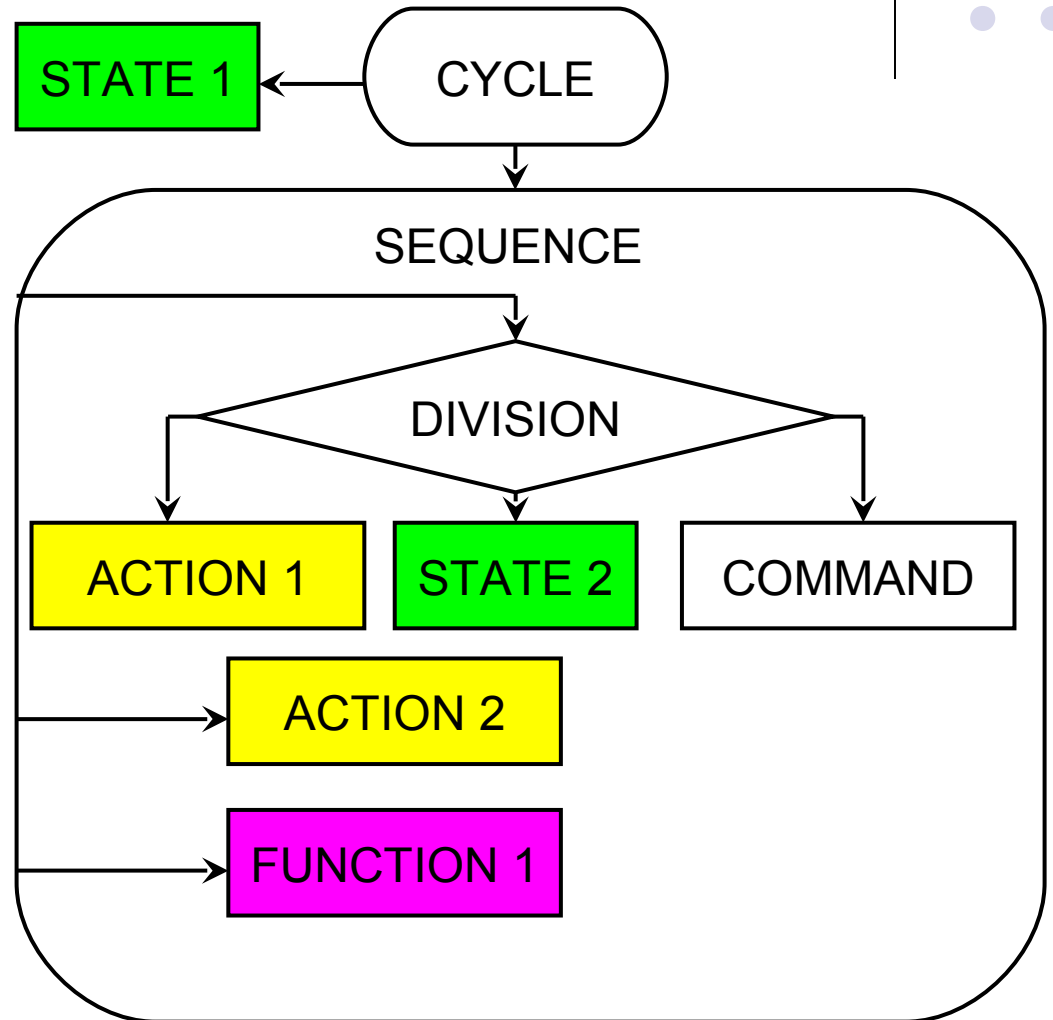 STATE 1
CYCLE
SEQUENCE
DIVISION
ACTION 1
STATE 2
COMMAND
ACTION 2
FUNCTION 1